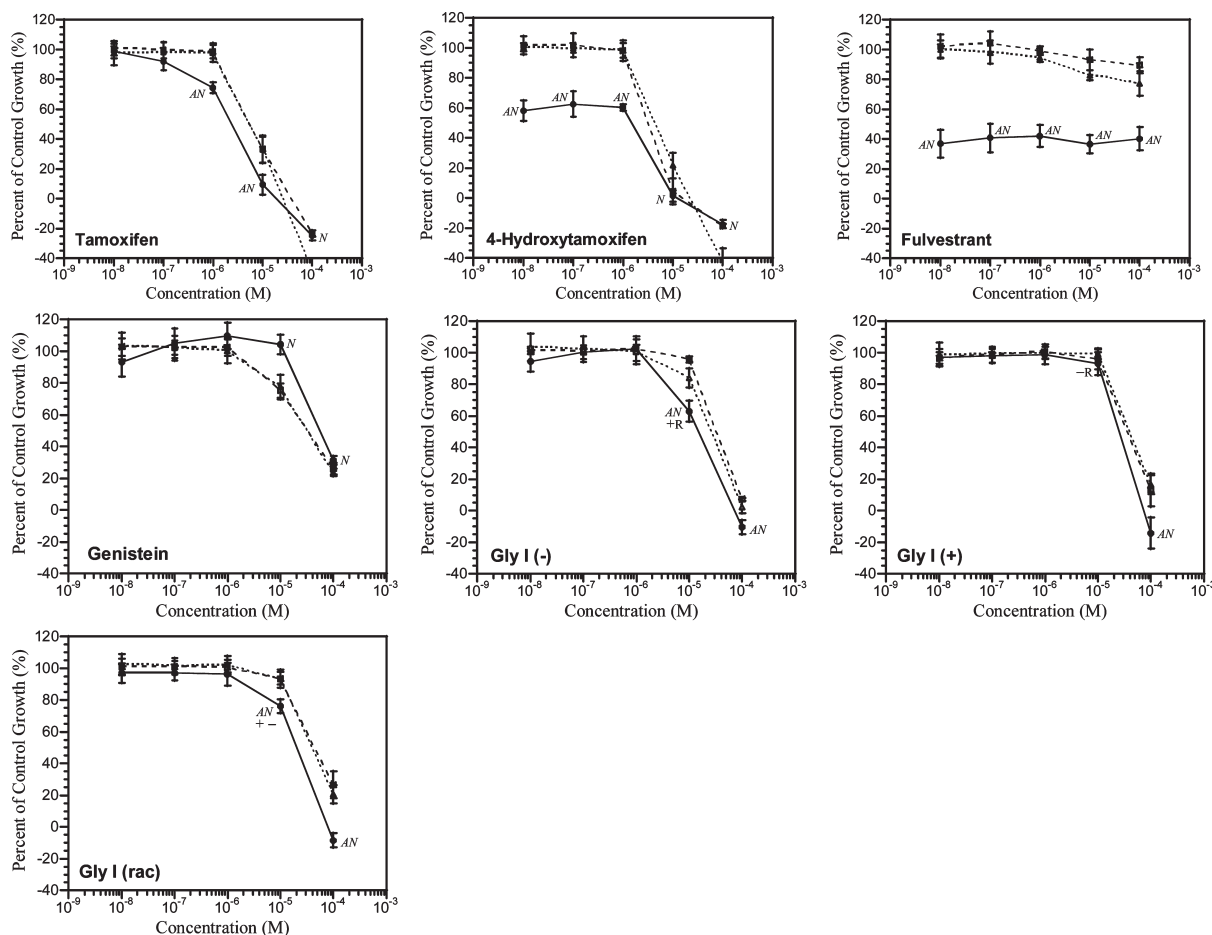 120
100
80
60
40
20
0
-20
-40
Percent of Control Growth (%)
AN
AN
N
Tamoxifen
10-9 10-8 10-7 10-6 10-5 10-4 10-3
Concentration (M)
120
100
80
60
40
20
0
-20
-40
Percent of Control Growth (%)
AN AN AN
N N
4-Hydroxytamoxifen
10-9 10-8 10-7 10-6 10-5 10-4 10-3
Concentration (M)
120
100
80
60
40
20
0
-20
-40
Percent of Control Growth (%)
AN AN AN AN AN
Fulvestrant
10-9 10-8 10-7 10-6 10-5 10-4 10-3
Concentration (M)
120
100
80
60
40
20
0
-20
-40
Percent of Control Growth (%)
N
N
Genistein
10-9 10-8 10-7 10-6 10-5 10-4 10-3
Concentration (M)
120
100
80
60
40
20
0
-20
-40
Percent of Control Growth (%)
AN
+R
AN
Gly I (-)
10-9 10-8 10-7 10-6 10-5 10-4 10-3
Concentration (M)
120
100
80
60
40
20
0
-20
-40
Percent of Control Growth (%)
−R
AN
Gly I (+)
10-9 10-8 10-7 10-6 10-5 10-4 10-3
Concentration (M)
120
100
80
60
40
20
0
-20
-40
Percent of Control Growth (%)
AN
+ −
AN
Gly I (rac)
10-9 10-8 10-7 10-6 10-5 10-4 10-3
Concentration (M)